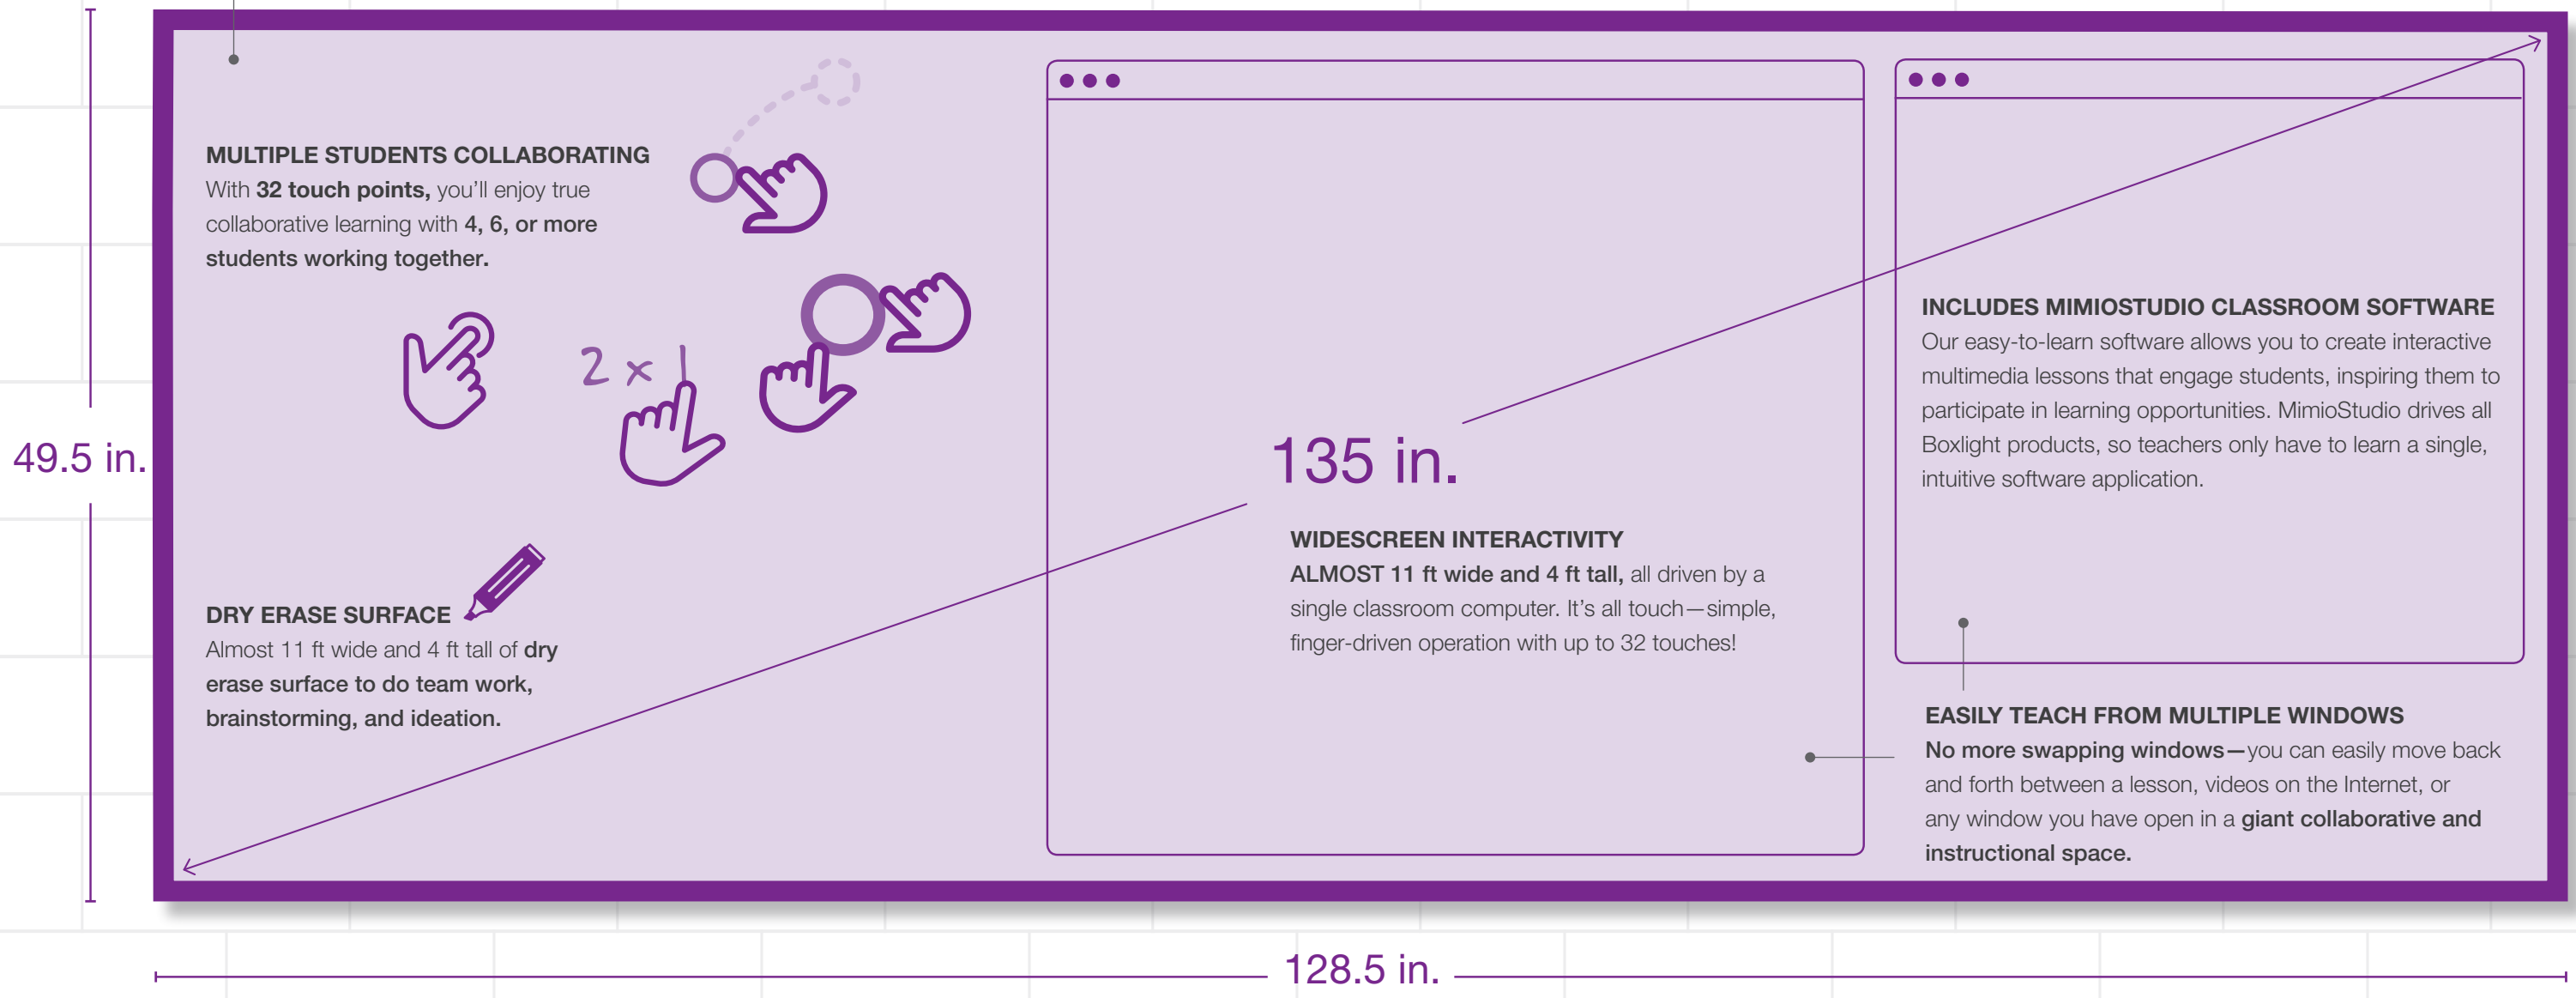 MULTIPLE STUDENTS COLLABORATING
With 32 touch points, you’ll enjoy true
collaborative learning with 4, 6, or more
students working together.
2 x 1
DRY ERASE SURFACE
Almost 11 ft wide and 4 ft tall of dry
erase surface to do team work,
brainstorming, and ideation.
49.5 in.
135 in.
WIDESCREEN INTERACTIVITY
ALMOST 11 ft wide and 4 ft tall, all driven by a
single classroom computer. It’s all touch—simple,
finger-driven operation with up to 32 touches!
INCLUDES MIMIOSTUDIO CLASSROOM SOFTWARE
Our easy-to-learn software allows you to create interactive
multimedia lessons that engage students, inspiring them to
participate in learning opportunities. MimioStudio drives all
Boxlight products, so teachers only have to learn a single,
intuitive software application.
EASILY TEACH FROM MULTIPLE WINDOWS
No more swapping windows—you can easily move back
and forth between a lesson, videos on the Internet, or
any window you have open in a giant collaborative and
instructional space.
128.5 in.